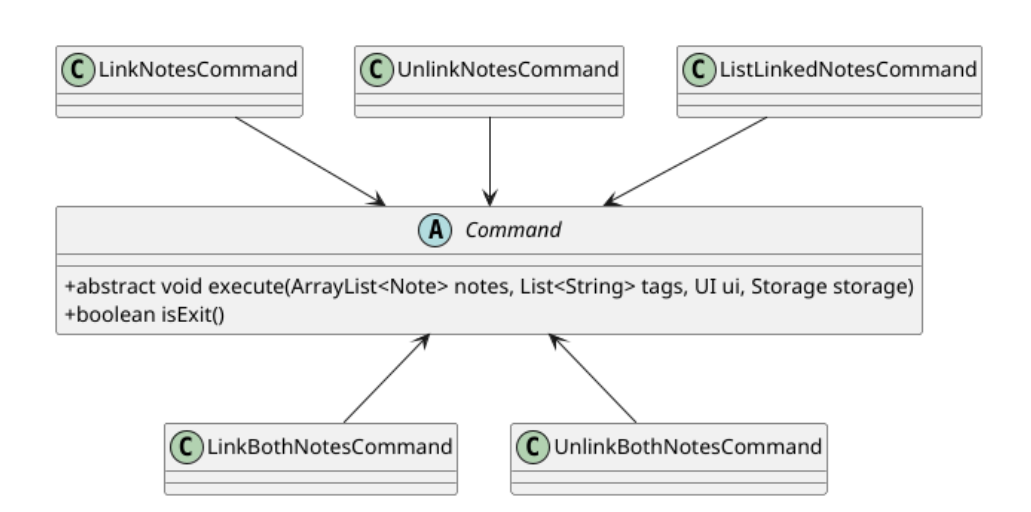 C LinkNotesCommand
C UnlinkNotesCommand
C ListLinkedNotesCommand
A Command
+abstract void execute(ArrayList<Note> notes, List<String> tags, UI ui, Storage storage)
+boolean isExit()
C LinkBothNotesCommand
C UnlinkBothNotesCommand